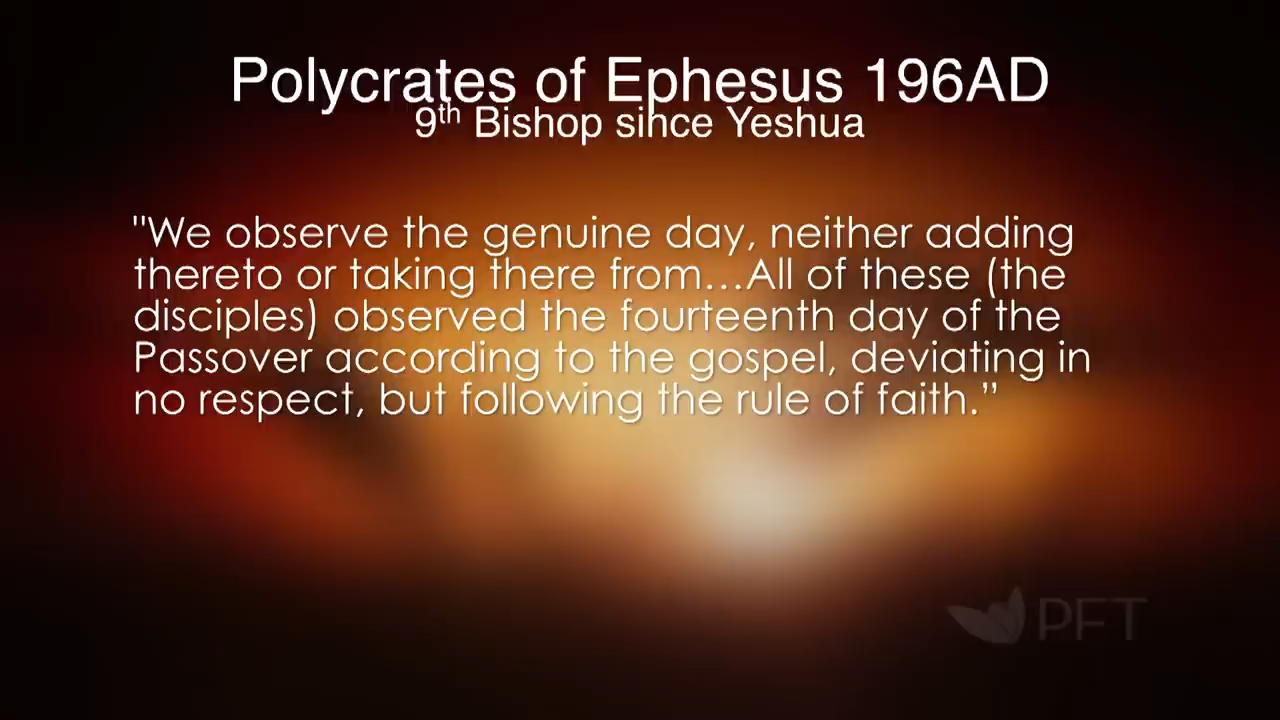 Polycrates of Ephesus 196AD
9th Bishop since Yeshua
"We observe the genuine day, neither adding
thereto or taking there from...All of these (the
disciples) observed the fourteenth day of the
Passover according to the gospel, deviating in
no respect, but following the rule of faith.”
PFT